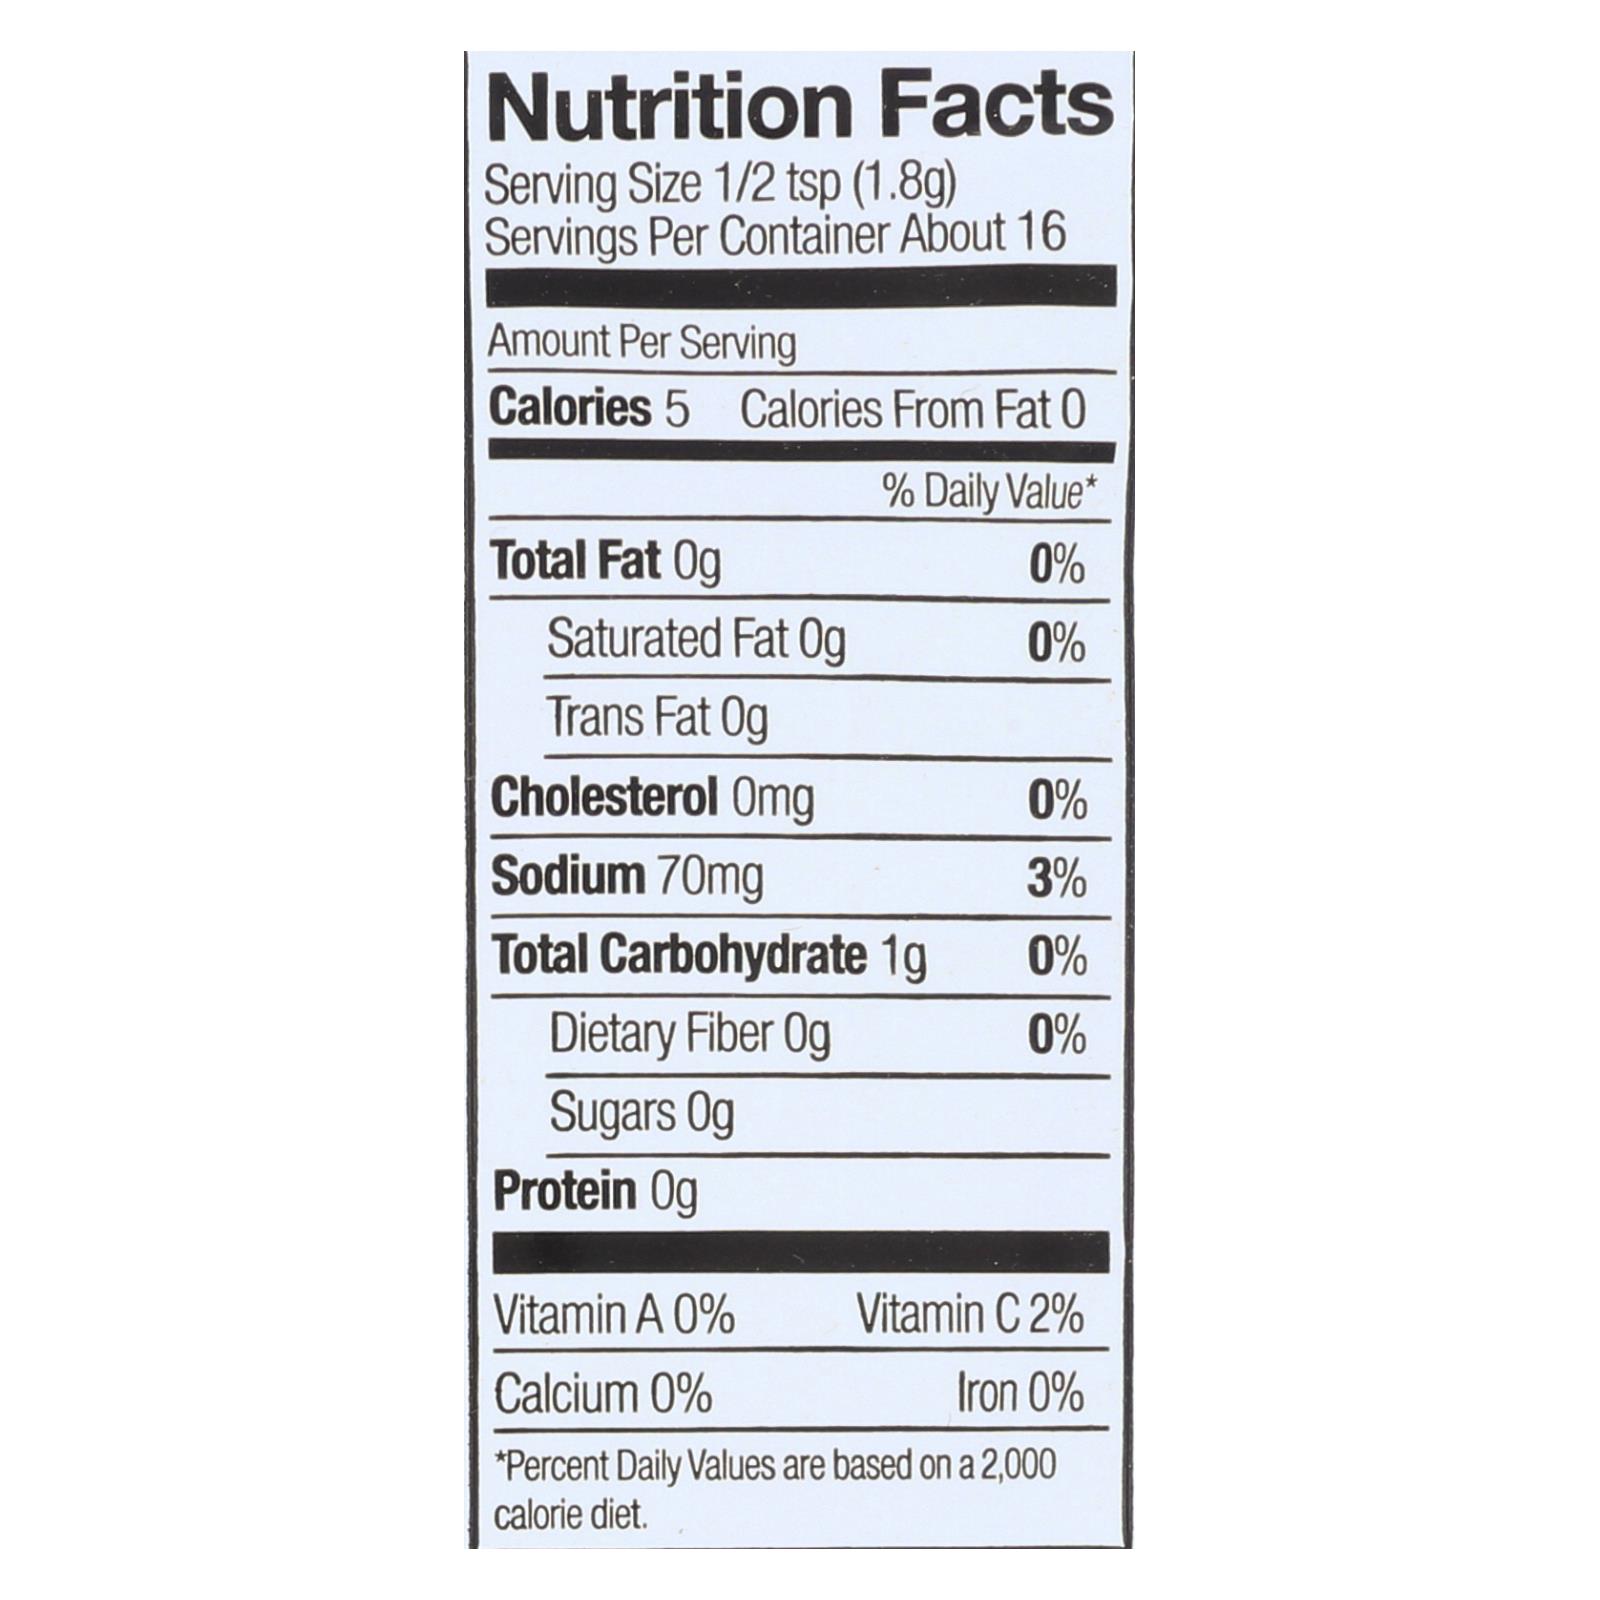 Nutrition Facts
Serving Size 1/2 tsp (1.8g)
Servings Per Container About 16
Amount Per Serving
Calories 5 Calories From Fat 0
% Daily Value*
Total Fat 0g 0%
Saturated Fat 0g 0%
Trans Fat 0g
Cholesterol 0mg 0%
Sodium 70mg 3%
Total Carbohydrate 1g 0%
Dietary Fiber 0g 0%
Sugars 0g
Protein 0g
Vitamin A 0% Vitamin C 2%
Calcium 0% Iron 0%
*Percent Daily Values are based on a 2,000
calorie diet.